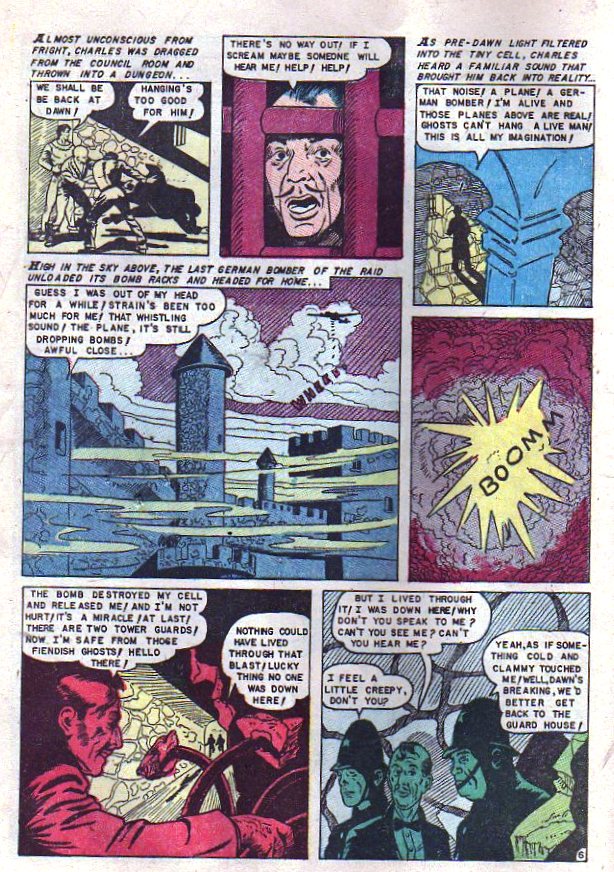 ALMOST UNCONSCIOUS FROM
FRIGHT, CHARLES WAS DRAGGED
FROM THE COUNCIL ROOM AND
THROWN INTO A DUNGEON...
WE SHALL BE
BE BACK AT
DAWN!
HANGING'S
TOO GOOD
FOR HIM!
THERE'S NO WAY OUT! IF I
SCREAM MAYBE SOMEONE WILL
HEAR ME! HELP! HELP!
AS PRE-DAWN LIGHT FILTERED
INTO THE TINY CELL, CHARLES
HEARD A FAMILIAR SOUND THAT
BROUGHT HIM BACK INTO REALITY...
THAT NOISE! A PLANE! A GER-
MAN BOMBER! I'M ALIVE AND
THOSE PLANES ABOVE ARE REAL!
GHOSTS CAN'T HANG A LIVE MAN!
THIS IS ALL MY IMAGINATION!
HIGH IN THE SKY ABOVE, THE LAST GERMAN BOMBER OF THE RAID
UNLOADED ITS BOMB RACKS AND HEADED FOR HOME...
GUESS I WAS OUT OF MY HEAD
FOR A WHILE! STRAIN'S BEEN TOO
MUCH FOR ME! THAT WHISTLING
SOUND! THE PLANE, IT'S STILL
DROPPING BOMBS!
AWFUL CLOSE...
BOOMM
THE BOMB DESTROYED MY CELL
AND RELEASED ME! AND I'M NOT
HURT! IT'S A MIRACLE! AT LAST!
THERE ARE TWO TOWER GUARDS!
NOW I'M SAFE FROM THOSE
FIENDISH GHOSTS! HELLO
THERE!
NOTHING COULD
HAVE LIVED
THROUGH THAT
BLAST! LUCKY
THING NO ONE
WAS DOWN
HERE!
BUT I LIVED THROUGH
IT! I WAS DOWN HERE! WHY
DON'T YOU SPEAK TO ME?
CAN'T YOU SEE ME? CAN'T
YOU HEAR ME?
I FEEL A
LITTLE CREEPY,
DON'T YOU?
YEAH, AS IF SOME-
THING COLD AND
CLAMMY TOUCHED
ME! WELL, DAWN'S
BREAKING, WE'D
BETTER GET
BACK TO THE
GUARD HOUSE!
6